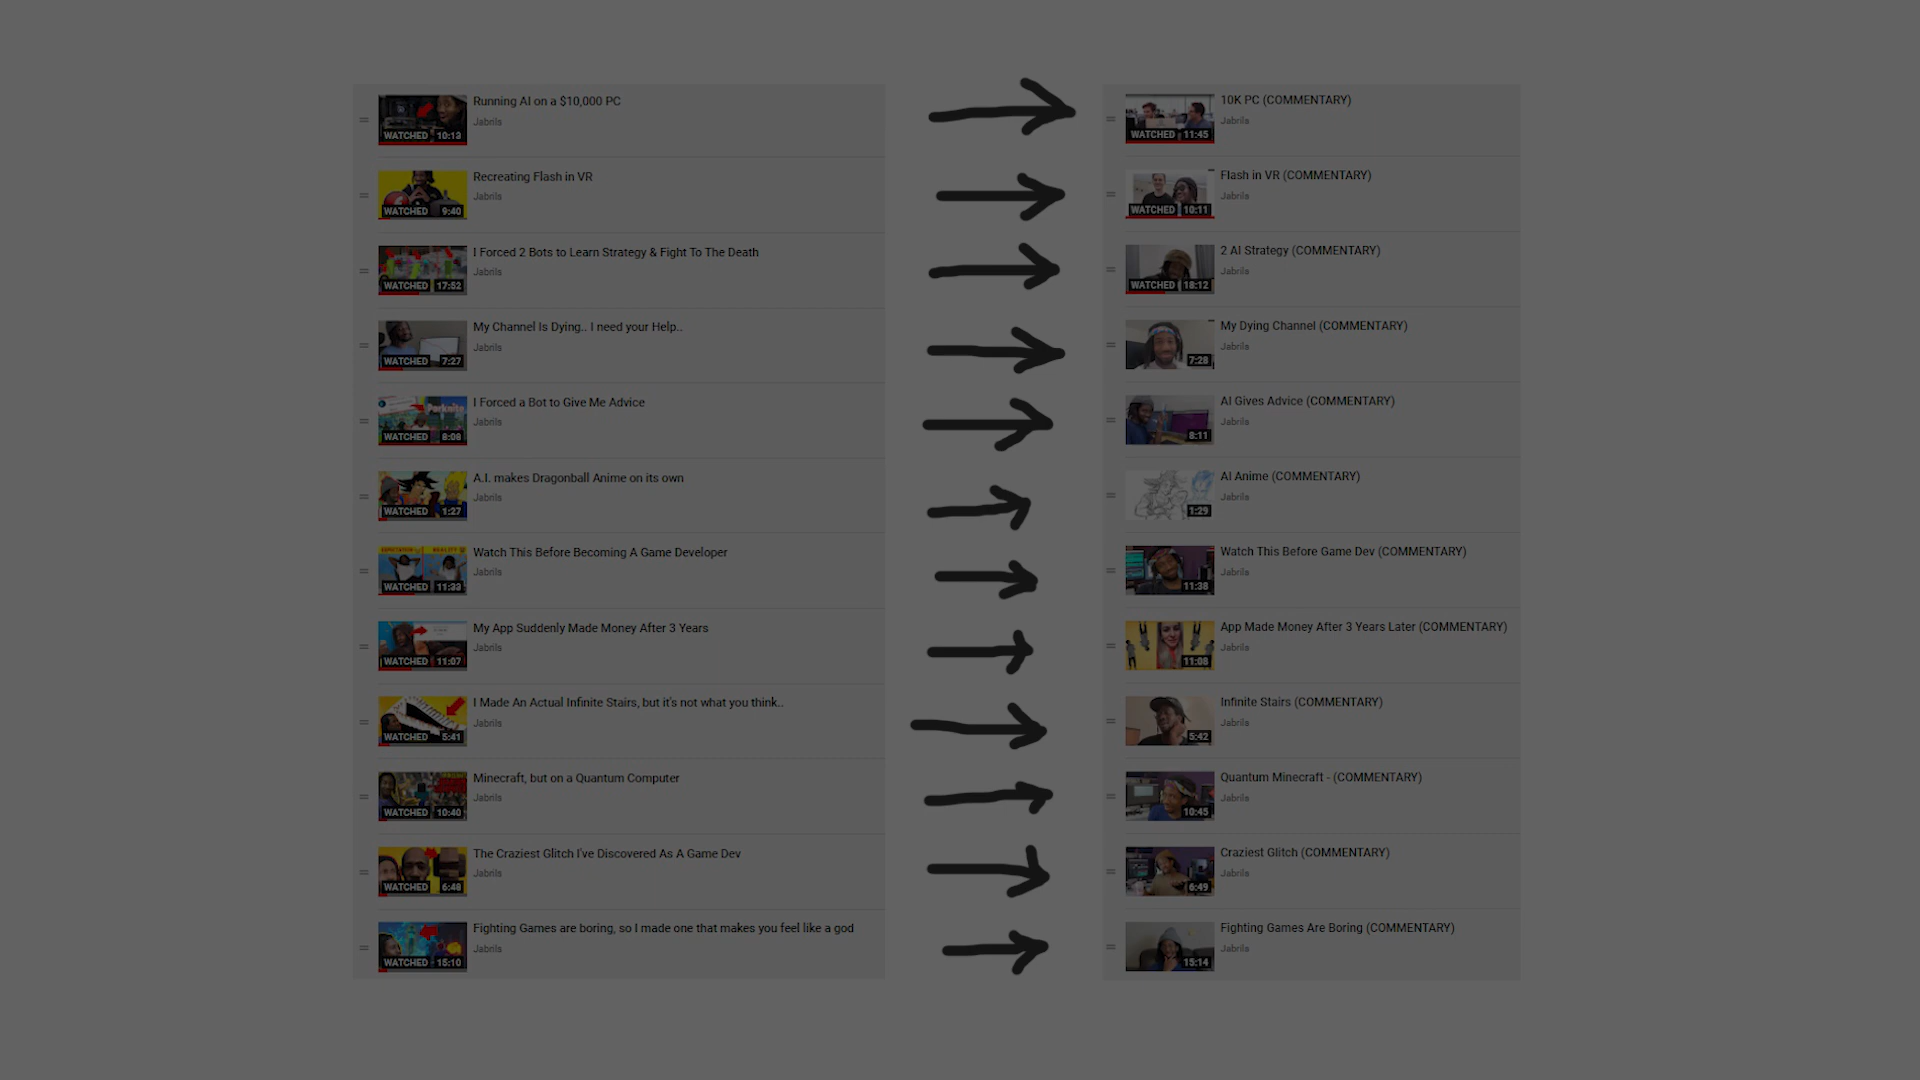 Running AI on a $10,000 PC
Jabrils
WATCHED 10:13
10K PC (COMMENTARY)
Jabrils
WATCHED 11:45
Recreating Flash in VR
Jabrils
WATCHED 9:40
Flash in VR (COMMENTARY)
Jabrils
WATCHED 10:11
I Forced 2 Bots to Learn Strategy & Fight To The Death
Jabrils
WATCHED 17:52
2 AI Strategy (COMMENTARY)
Jabrils
WATCHED 18:12
My Channel Is Dying.. I need your Help..
Jabrils
WATCHED 7:27
My Dying Channel (COMMENTARY)
Jabrils
7:28
I Forced a Bot to Give Me Advice
Jabrils
WATCHED 8:08
AI Gives Advice (COMMENTARY)
Jabrils
8:11
A.I. makes Dragonball Anime on its own
Jabrils
WATCHED 1:27
AI Anime (COMMENTARY)
Jabrils
1:29
Watch This Before Becoming A Game Developer
Jabrils
WATCHED 11:33
Watch This Before Game Dev (COMMENTARY)
Jabrils
11:38
My App Suddenly Made Money After 3 Years
Jabrils
WATCHED 11:07
App Made Money After 3 Years Later (COMMENTARY)
Jabrils
11:08
I Made An Actual Infinite Stairs, but it's not what you think..
Jabrils
WATCHED 5:41
Infinite Stairs (COMMENTARY)
Jabrils
5:42
Minecraft, but on a Quantum Computer
Jabrils
WATCHED 10:40
Quantum Minecraft - (COMMENTARY)
Jabrils
10:45
The Craziest Glitch I've Discovered As A Game Dev
Jabrils
WATCHED 6:48
Craziest Glitch (COMMENTARY)
Jabrils
6:49
Fighting Games are boring, so I made one that makes you feel like a god
Jabrils
WATCHED 15:10
Fighting Games Are Boring (COMMENTARY)
Jabrils
15:14